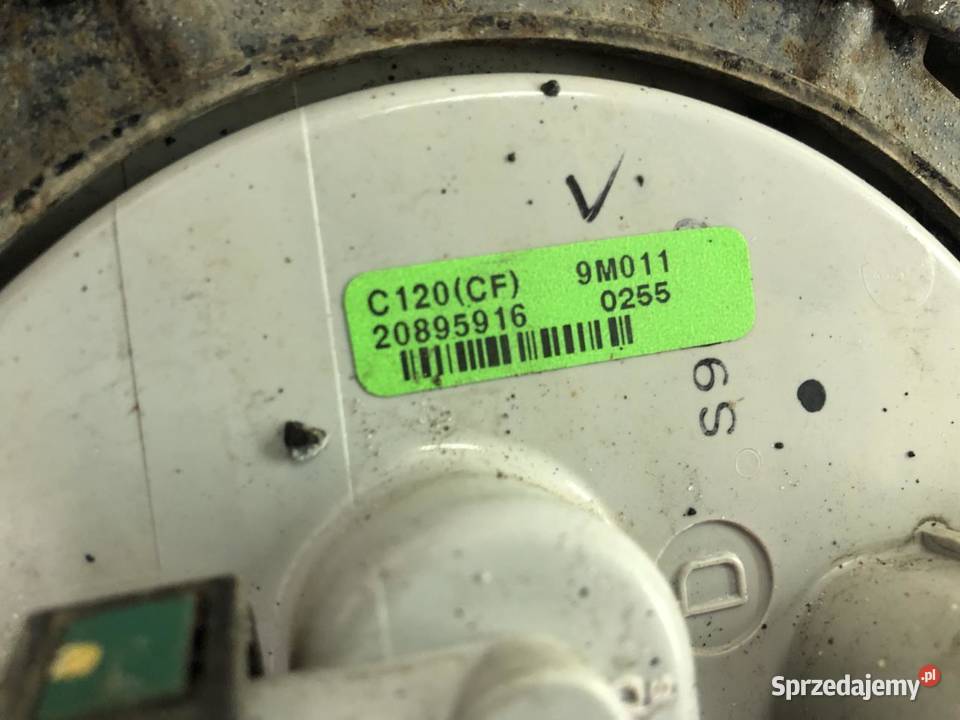 C120(CF) 9M011
20895916 0255
S9
D
Sprzedajemy.pl